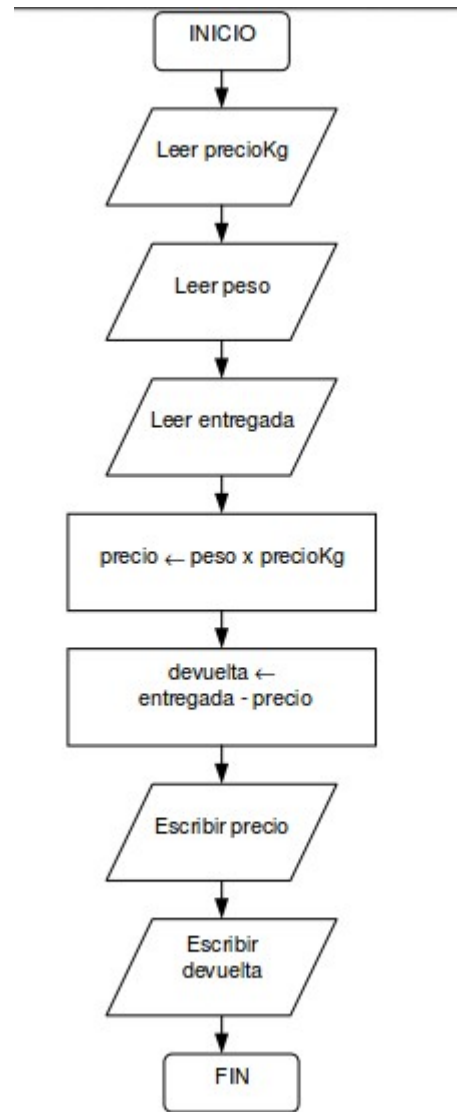 INICIO
Leer precioKg
Leer peso
Leer entregada
precio ← peso x precioKg
devuelta ←
entregada - precio
Escribir precio
Escribir
devuelta
FIN